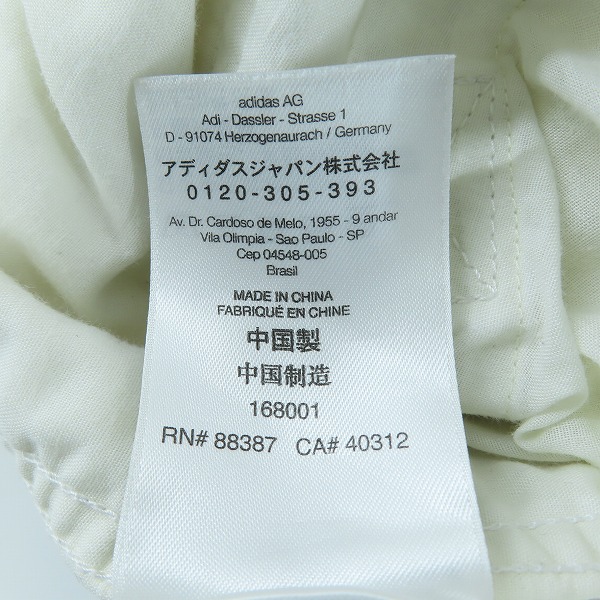 adidas AG
Adi - Dassler - Strasse 1
D - 91074 Herzogenaurach / Germany
アディダスジャパン株式会社
0120-305-393
Av. Dr. Cardoso de Melo, 1955 - 9 andar
Vila Olimpia - Sao Paulo - SP
Cep 04548-005
Brasil
MADE IN CHINA
FABRIQUÉ EN CHINE
中国製
中国制造
168001
RN# 88387 CA# 40312